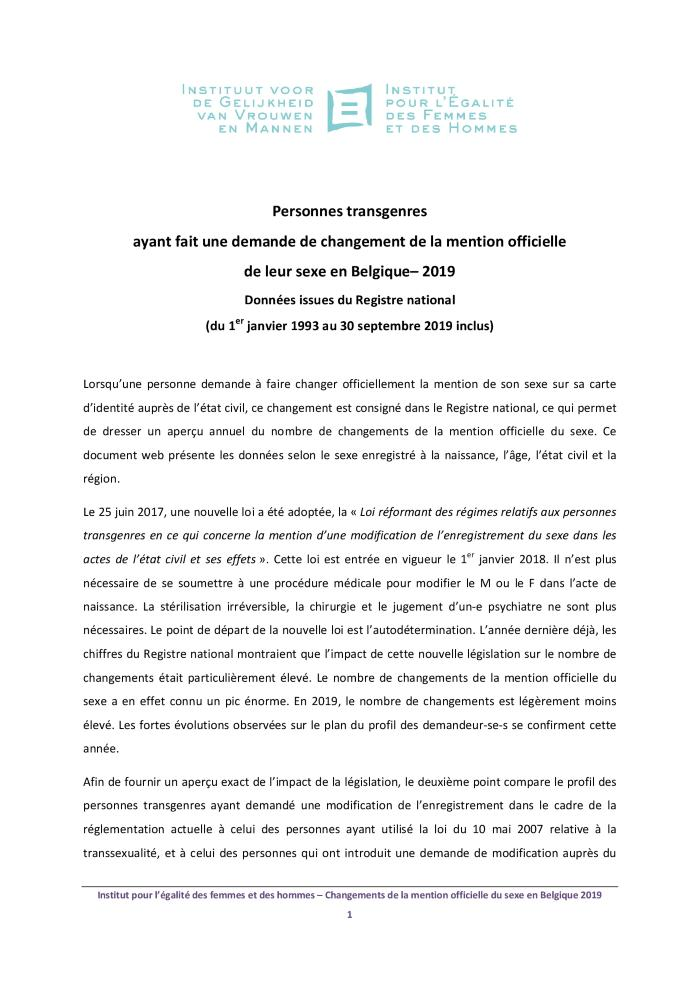 INSTITUUT VOOR
DE GELIJKHEID
VAN VROUWEN
EN MANNEN
INSTITUT
POUR L'ÉGALITÉ
DES FEMMES
ET DES HOMMES
Personnes transgenres
ayant fait une demande de changement de la mention officielle
de leur sexe en Belgique– 2019
Données issues du Registre national
(du 1er janvier 1993 au 30 septembre 2019 inclus)
Lorsqu'une personne demande à faire changer officiellement la mention de son sexe sur sa carte
d'identité auprès de l'état civil, ce changement est consigné dans le Registre national, ce qui permet
de dresser un aperçu annuel du nombre de changements de la mention officielle du sexe. Ce
document web présente les données selon le sexe enregistré à la naissance, l'âge, l'état civil et la
région.
Le 25 juin 2017, une nouvelle loi a été adoptée, la « Loi réformant des régimes relatifs aux personnes
transgenres en ce qui concerne la mention d'une modification de l'enregistrement du sexe dans les
actes de l'état civil et ses effets ». Cette loi est entrée en vigueur le 1er janvier 2018. Il n'est plus
nécessaire de se soumettre à une procédure médicale pour modifier le M ou le F dans l'acte de
naissance. La stérilisation irréversible, la chirurgie et le jugement d'un-e psychiatre ne sont plus
nécessaires. Le point de départ de la nouvelle loi est l'autodétermination. L'année dernière déjà, les
chiffres du Registre national montraient que l'impact de cette nouvelle législation sur le nombre de
changements était particulièrement élevé. Le nombre de changements de la mention officielle du
sexe a en effet connu un pic énorme. En 2019, le nombre de changements est légèrement moins
élevé. Les fortes évolutions observées sur le plan du profil des demandeur-se-s se confirment cette
année.
Afin de fournir un aperçu exact de l'impact de la législation, le deuxième point compare le profil des
personnes transgenres ayant demandé une modification de l'enregistrement dans le cadre de la
réglementation actuelle à celui des personnes ayant utilisé la loi du 10 mai 2007 relative à la
transsexualité, et à celui des personnes qui ont introduit une demande de modification auprès du
Institut pour l'égalité des femmes et des hommes – Changements de la mention officielle du sexe en Belgique 2019
1